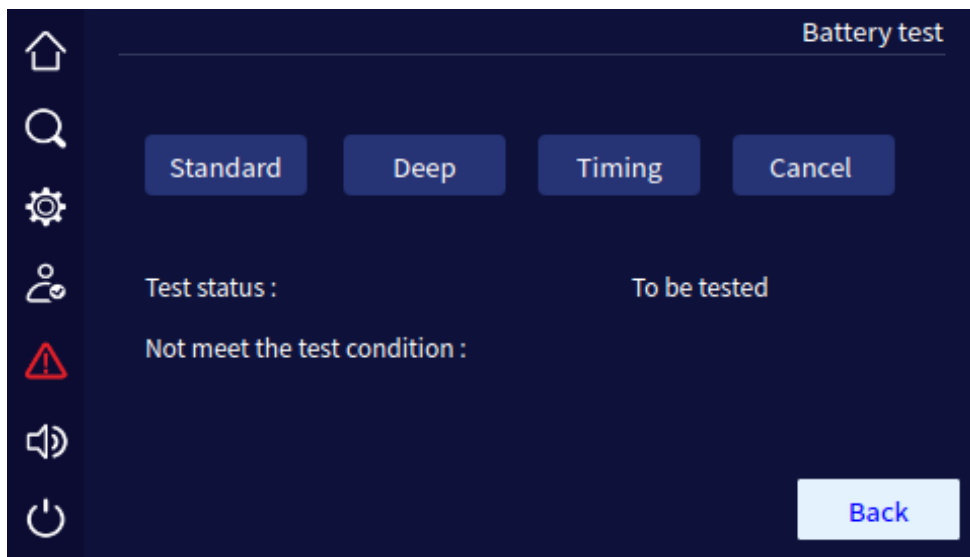 Battery test
Standard Deep Timing Cancel
Test status : To be tested
Not meet the test condition :
Back